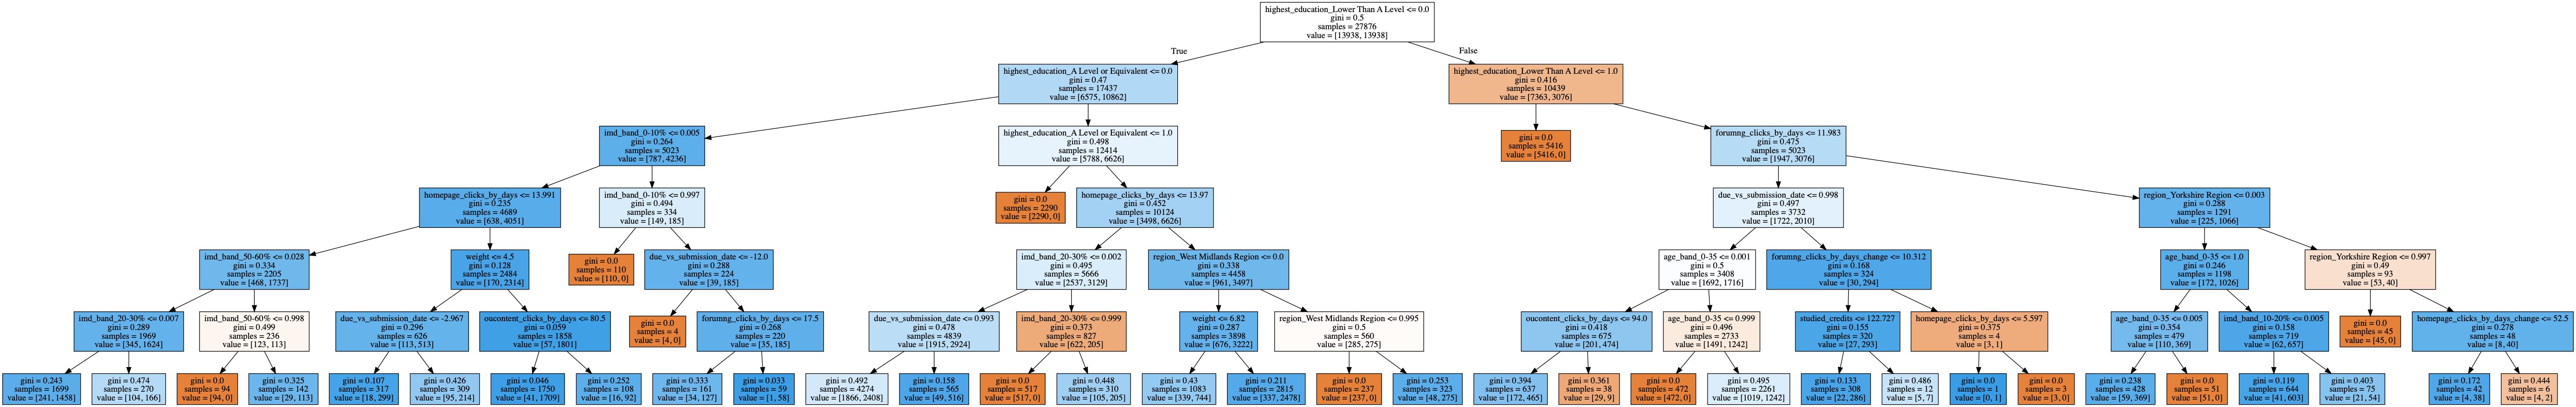 highest_education_Lower Than A Level <= 0.0
gini = 0.5
samples = 27876
value = [13938, 13938]
True
False
highest_education_A Level or Equivalent <= 0.0
gini = 0.47
samples = 17437
value = [6575, 10862]
highest_education_Lower Than A Level <= 1.0
gini = 0.416
samples = 10439
value = [7363, 3076]
imd_band_0-10% <= 0.005
gini = 0.264
samples = 5023
value = [787, 4236]
highest_education_A Level or Equivalent <= 1.0
gini = 0.498
samples = 12414
value = [5788, 6626]
gini = 0.0
samples = 5416
value = [5416, 0]
forumng_clicks_by_days <= 11.983
gini = 0.475
samples = 5023
value = [1947, 3076]
homepage_clicks_by_days <= 13.991
gini = 0.235
samples = 4689
value = [638, 4051]
imd_band_0-10% <= 0.997
gini = 0.494
samples = 334
value = [149, 185]
gini = 0.0
samples = 2290
value = [2290, 0]
homepage_clicks_by_days <= 13.97
gini = 0.452
samples = 10124
value = [3498, 6626]
due_vs_submission_date <= 0.998
gini = 0.497
samples = 3732
value = [1722, 2010]
region_Yorkshire Region <= 0.003
gini = 0.288
samples = 1291
value = [225, 1066]
imd_band_50-60% <= 0.028
gini = 0.334
samples = 2205
value = [468, 1737]
weight <= 4.5
gini = 0.128
samples = 2484
value = [170, 2314]
gini = 0.0
samples = 110
value = [110, 0]
due_vs_submission_date <= -12.0
gini = 0.288
samples = 224
value = [39, 185]
imd_band_20-30% <= 0.002
gini = 0.495
samples = 5666
value = [2537, 3129]
region_West Midlands Region <= 0.0
gini = 0.338
samples = 4458
value = [961, 3497]
age_band_0-35 <= 0.001
gini = 0.5
samples = 3408
value = [1692, 1716]
forumng_clicks_by_days_change <= 10.312
gini = 0.168
samples = 324
value = [30, 294]
age_band_0-35 <= 1.0
gini = 0.246
samples = 1198
value = [172, 1026]
region_Yorkshire Region <= 0.997
gini = 0.49
samples = 93
value = [53, 40]
imd_band_20-30% <= 0.007
gini = 0.289
samples = 1969
value = [345, 1624]
imd_band_50-60% <= 0.998
gini = 0.499
samples = 236
value = [123, 113]
due_vs_submission_date <= -2.967
gini = 0.296
samples = 626
value = [113, 513]
oucontent_clicks_by_days <= 80.5
gini = 0.059
samples = 1858
value = [57, 1801]
gini = 0.0
samples = 4
value = [4, 0]
forumng_clicks_by_days <= 17.5
gini = 0.268
samples = 220
value = [35, 185]
due_vs_submission_date <= 0.993
gini = 0.478
samples = 4839
value = [1915, 2924]
imd_band_20-30% <= 0.999
gini = 0.373
samples = 827
value = [622, 205]
weight <= 6.82
gini = 0.287
samples = 3898
value = [676, 3222]
region_West Midlands Region <= 0.995
gini = 0.5
samples = 560
value = [285, 275]
oucontent_clicks_by_days <= 94.0
gini = 0.418
samples = 675
value = [201, 474]
age_band_0-35 <= 0.999
gini = 0.496
samples = 2733
value = [1491, 1242]
studied_credits <= 122.727
gini = 0.155
samples = 320
value = [27, 293]
homepage_clicks_by_days <= 5.597
gini = 0.375
samples = 4
value = [3, 1]
age_band_0-35 <= 0.005
gini = 0.354
samples = 479
value = [110, 369]
imd_band_10-20% <= 0.005
gini = 0.158
samples = 719
value = [62, 657]
gini = 0.0
samples = 45
value = [45, 0]
homepage_clicks_by_days_change <= 52.5
gini = 0.278
samples = 48
value = [8, 40]
gini = 0.243
samples = 1699
value = [241, 1458]
gini = 0.474
samples = 270
value = [104, 166]
gini = 0.0
samples = 94
value = [94, 0]
gini = 0.325
samples = 142
value = [29, 113]
gini = 0.107
samples = 317
value = [18, 299]
gini = 0.426
samples = 309
value = [95, 214]
gini = 0.046
samples = 1750
value = [41, 1709]
gini = 0.252
samples = 108
value = [16, 92]
gini = 0.333
samples = 161
value = [34, 127]
gini = 0.033
samples = 59
value = [1, 58]
gini = 0.492
samples = 4274
value = [1866, 2408]
gini = 0.158
samples = 565
value = [49, 516]
gini = 0.0
samples = 517
value = [517, 0]
gini = 0.448
samples = 310
value = [105, 205]
gini = 0.43
samples = 1083
value = [339, 744]
gini = 0.211
samples = 2815
value = [337, 2478]
gini = 0.0
samples = 237
value = [237, 0]
gini = 0.253
samples = 323
value = [48, 275]
gini = 0.394
samples = 637
value = [172, 465]
gini = 0.361
samples = 38
value = [29, 9]
gini = 0.0
samples = 472
value = [472, 0]
gini = 0.495
samples = 2261
value = [1019, 1242]
gini = 0.133
samples = 308
value = [22, 286]
gini = 0.486
samples = 12
value = [5, 7]
gini = 0.0
samples = 1
value = [0, 1]
gini = 0.0
samples = 3
value = [3, 0]
gini = 0.238
samples = 428
value = [59, 369]
gini = 0.0
samples = 51
value = [51, 0]
gini = 0.119
samples = 644
value = [41, 603]
gini = 0.403
samples = 75
value = [21, 54]
gini = 0.172
samples = 42
value = [4, 38]
gini = 0.444
samples = 6
value = [4, 2]